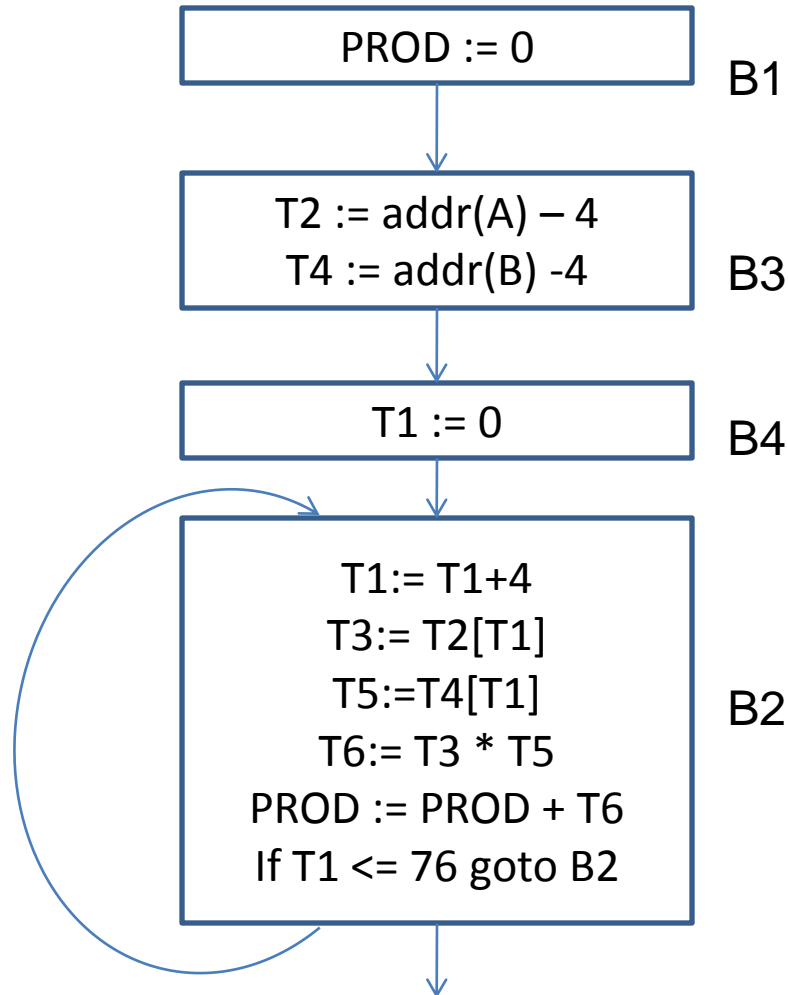 PROD := 0
B1
T2 := addr(A) – 4
T4 := addr(B) -4
B3
T1 := 0
B4
T1:= T1+4
T3:= T2[T1]
T5:=T4[T1]
T6:= T3 * T5
PROD := PROD + T6
If T1 <= 76 goto B2
B2